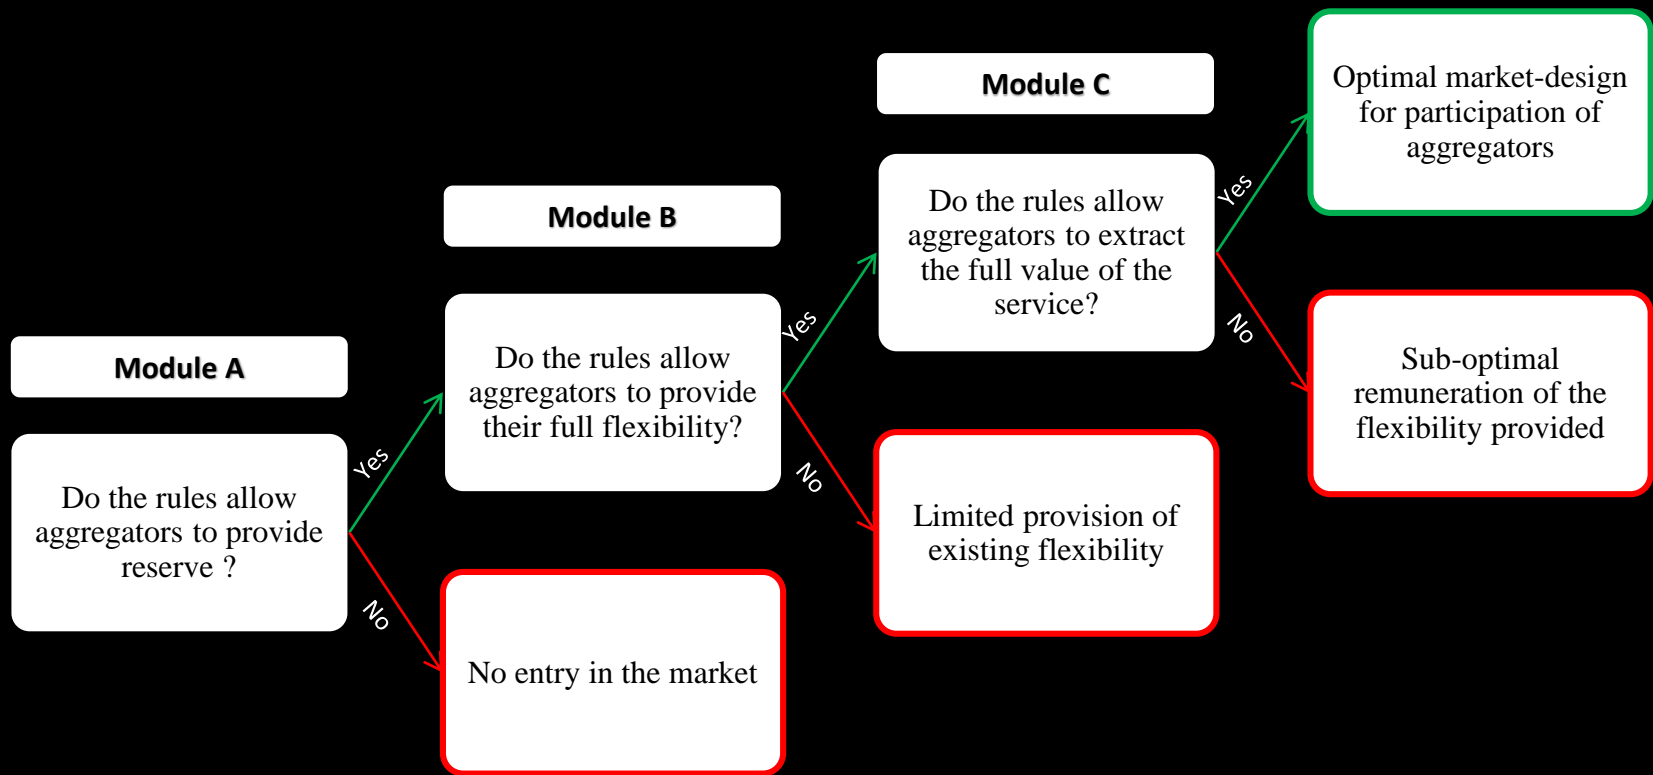 Module A
Do the rules allow
aggregators to provide
reserve ?
Yes
No
No entry in the market
Module B
Do the rules allow
aggregators to provide
their full flexibility?
Yes
No
Limited provision of
existing flexibility
Module C
Do the rules allow
aggregators to extract
the full value of the
service?
Yes
No
Optimal market-design
for participation of
aggregators
Sub-optimal
remuneration of the
flexibility provided